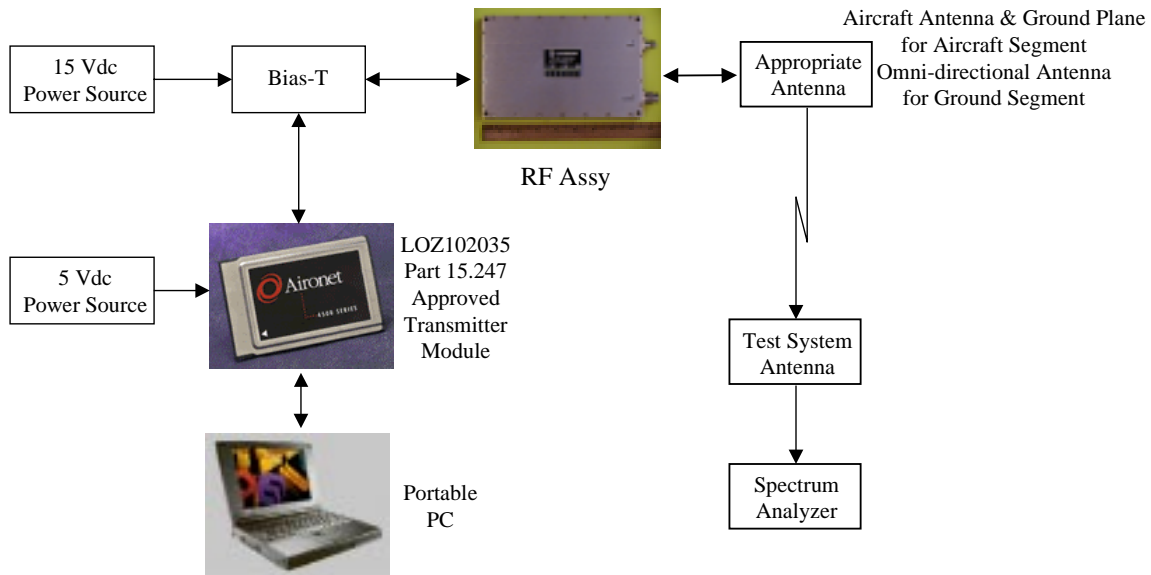 15 Vdc
Power Source
Bias-T
RF Assy
Appropriate
Antenna
Aircraft Antenna & Ground Plane
for Aircraft Segment
Omni-directional Antenna
for Ground Segment
5 Vdc
Power Source
Aironet
4500 SERIES
LOZ102035
Part 15.247
Approved
Transmitter
Module
Test System
Antenna
Portable
PC
Spectrum
Analyzer